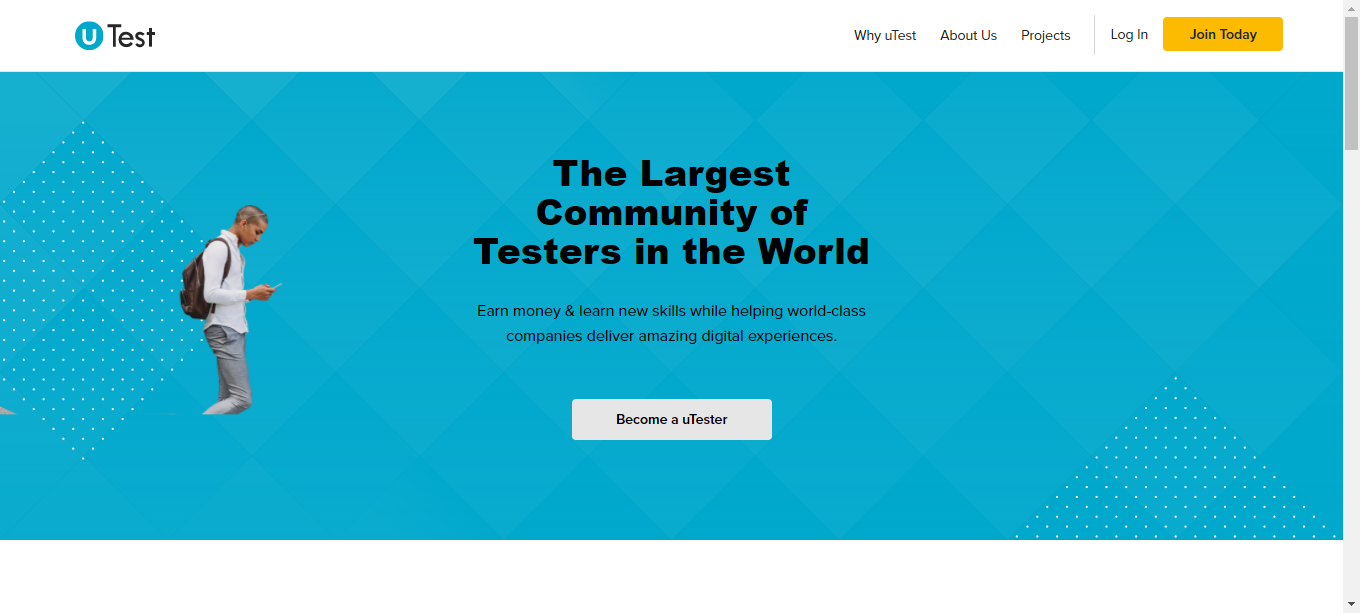 uTest
Why uTest
About Us
Projects
Log In
Join Today
The Largest
Community of
Testers in the World
Earn money & learn new skills while helping world-class
companies deliver amazing digital experiences.
Become a uTester